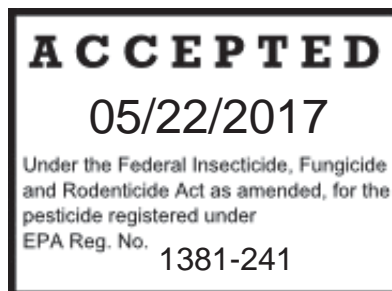 ACCEPTED
05/22/2017
Under the Federal Insecticide, Fungicide
and Rodenticide Act as amended, for the
pesticide registered under
EPA Reg. No. 1381-241